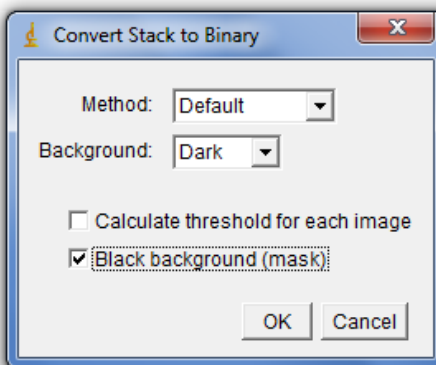 Convert Stack to Binary
Method: Default
Background: Dark
Calculate threshold for each image
Black background (mask)
OK Cancel